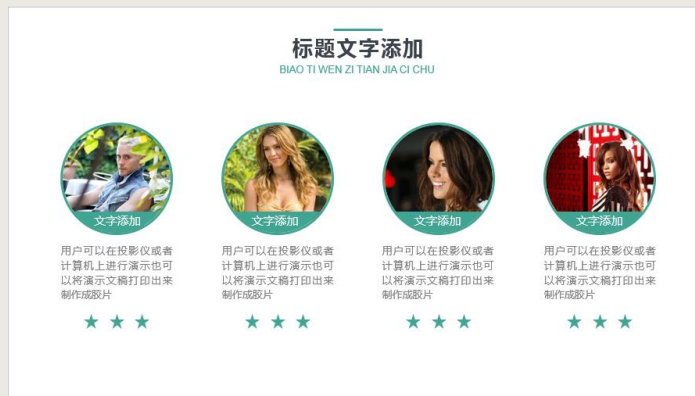 标题文字添加
BIAO TI WEN ZI TIAN JIA CI CHU
文字添加
用户可以在投影仪或者
计算机上进行演示也可
以将演示文稿打印出来
制作成胶片
文字添加
用户可以在投影仪或者
计算机上进行演示也可
以将演示文稿打印出来
制作成胶片
文字添加
用户可以在投影仪或者
计算机上进行演示也可
以将演示文稿打印出来
制作成胶片
文字添加
用户可以在投影仪或者
计算机上进行演示也可
以将演示文稿打印出来
制作成胶片